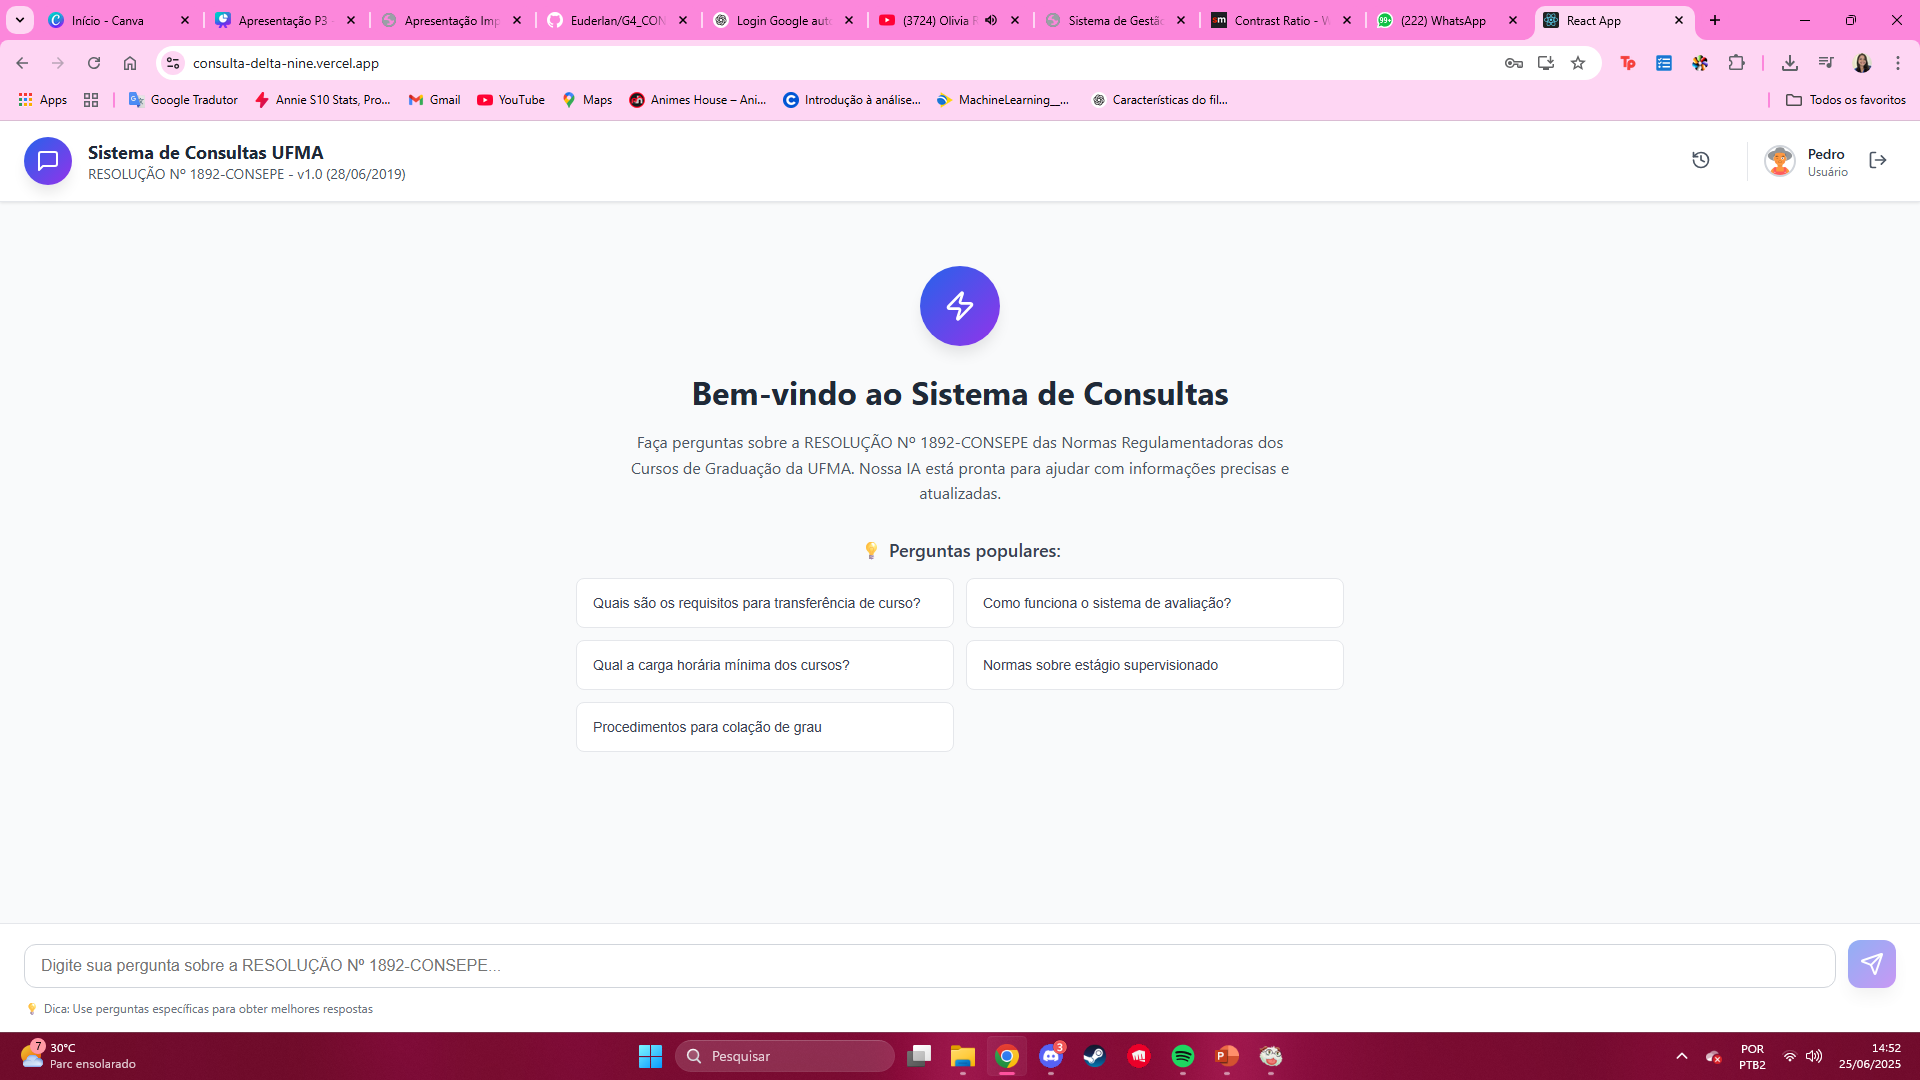 Início - Canva
Apresentação P3 -
Apresentação Imp
Euderlan/G4_CON
Login Google auto
(3724) Olivia R
Sistema de Gestão
Contrast Ratio - W
99+
(222) WhatsApp
React App
consulta-delta-nine.vercel.app
Tp
Apps
Google Tradutor
Annie S10 Stats, Pro...
Gmail
YouTube
Maps
Animes House – Ani...
Introdução à análise...
MachineLearning__...
Características do fil...
Todos os favoritos
Sistema de Consultas UFMA
RESOLUÇÃO Nº 1892-CONSEPE - v1.0 (28/06/2019)
Pedro
Usuário
Bem-vindo ao Sistema de Consultas
Faça perguntas sobre a RESOLUÇÃO Nº 1892-CONSEPE das Normas Regulamentadoras dos
Cursos de Graduação da UFMA. Nossa IA está pronta para ajudar com informações precisas e
atualizadas.
💡 Perguntas populares:
Quais são os requisitos para transferência de curso?
Como funciona o sistema de avaliação?
Qual a carga horária mínima dos cursos?
Normas sobre estágio supervisionado
Procedimentos para colação de grau
Digite sua pergunta sobre a RESOLUÇÃO Nº 1892-CONSEPE...
💡 Dica: Use perguntas específicas para obter melhores respostas
7
30°C
Parc ensolarado
Pesquisar
3
POR
PTB2
14:52
25/06/2025